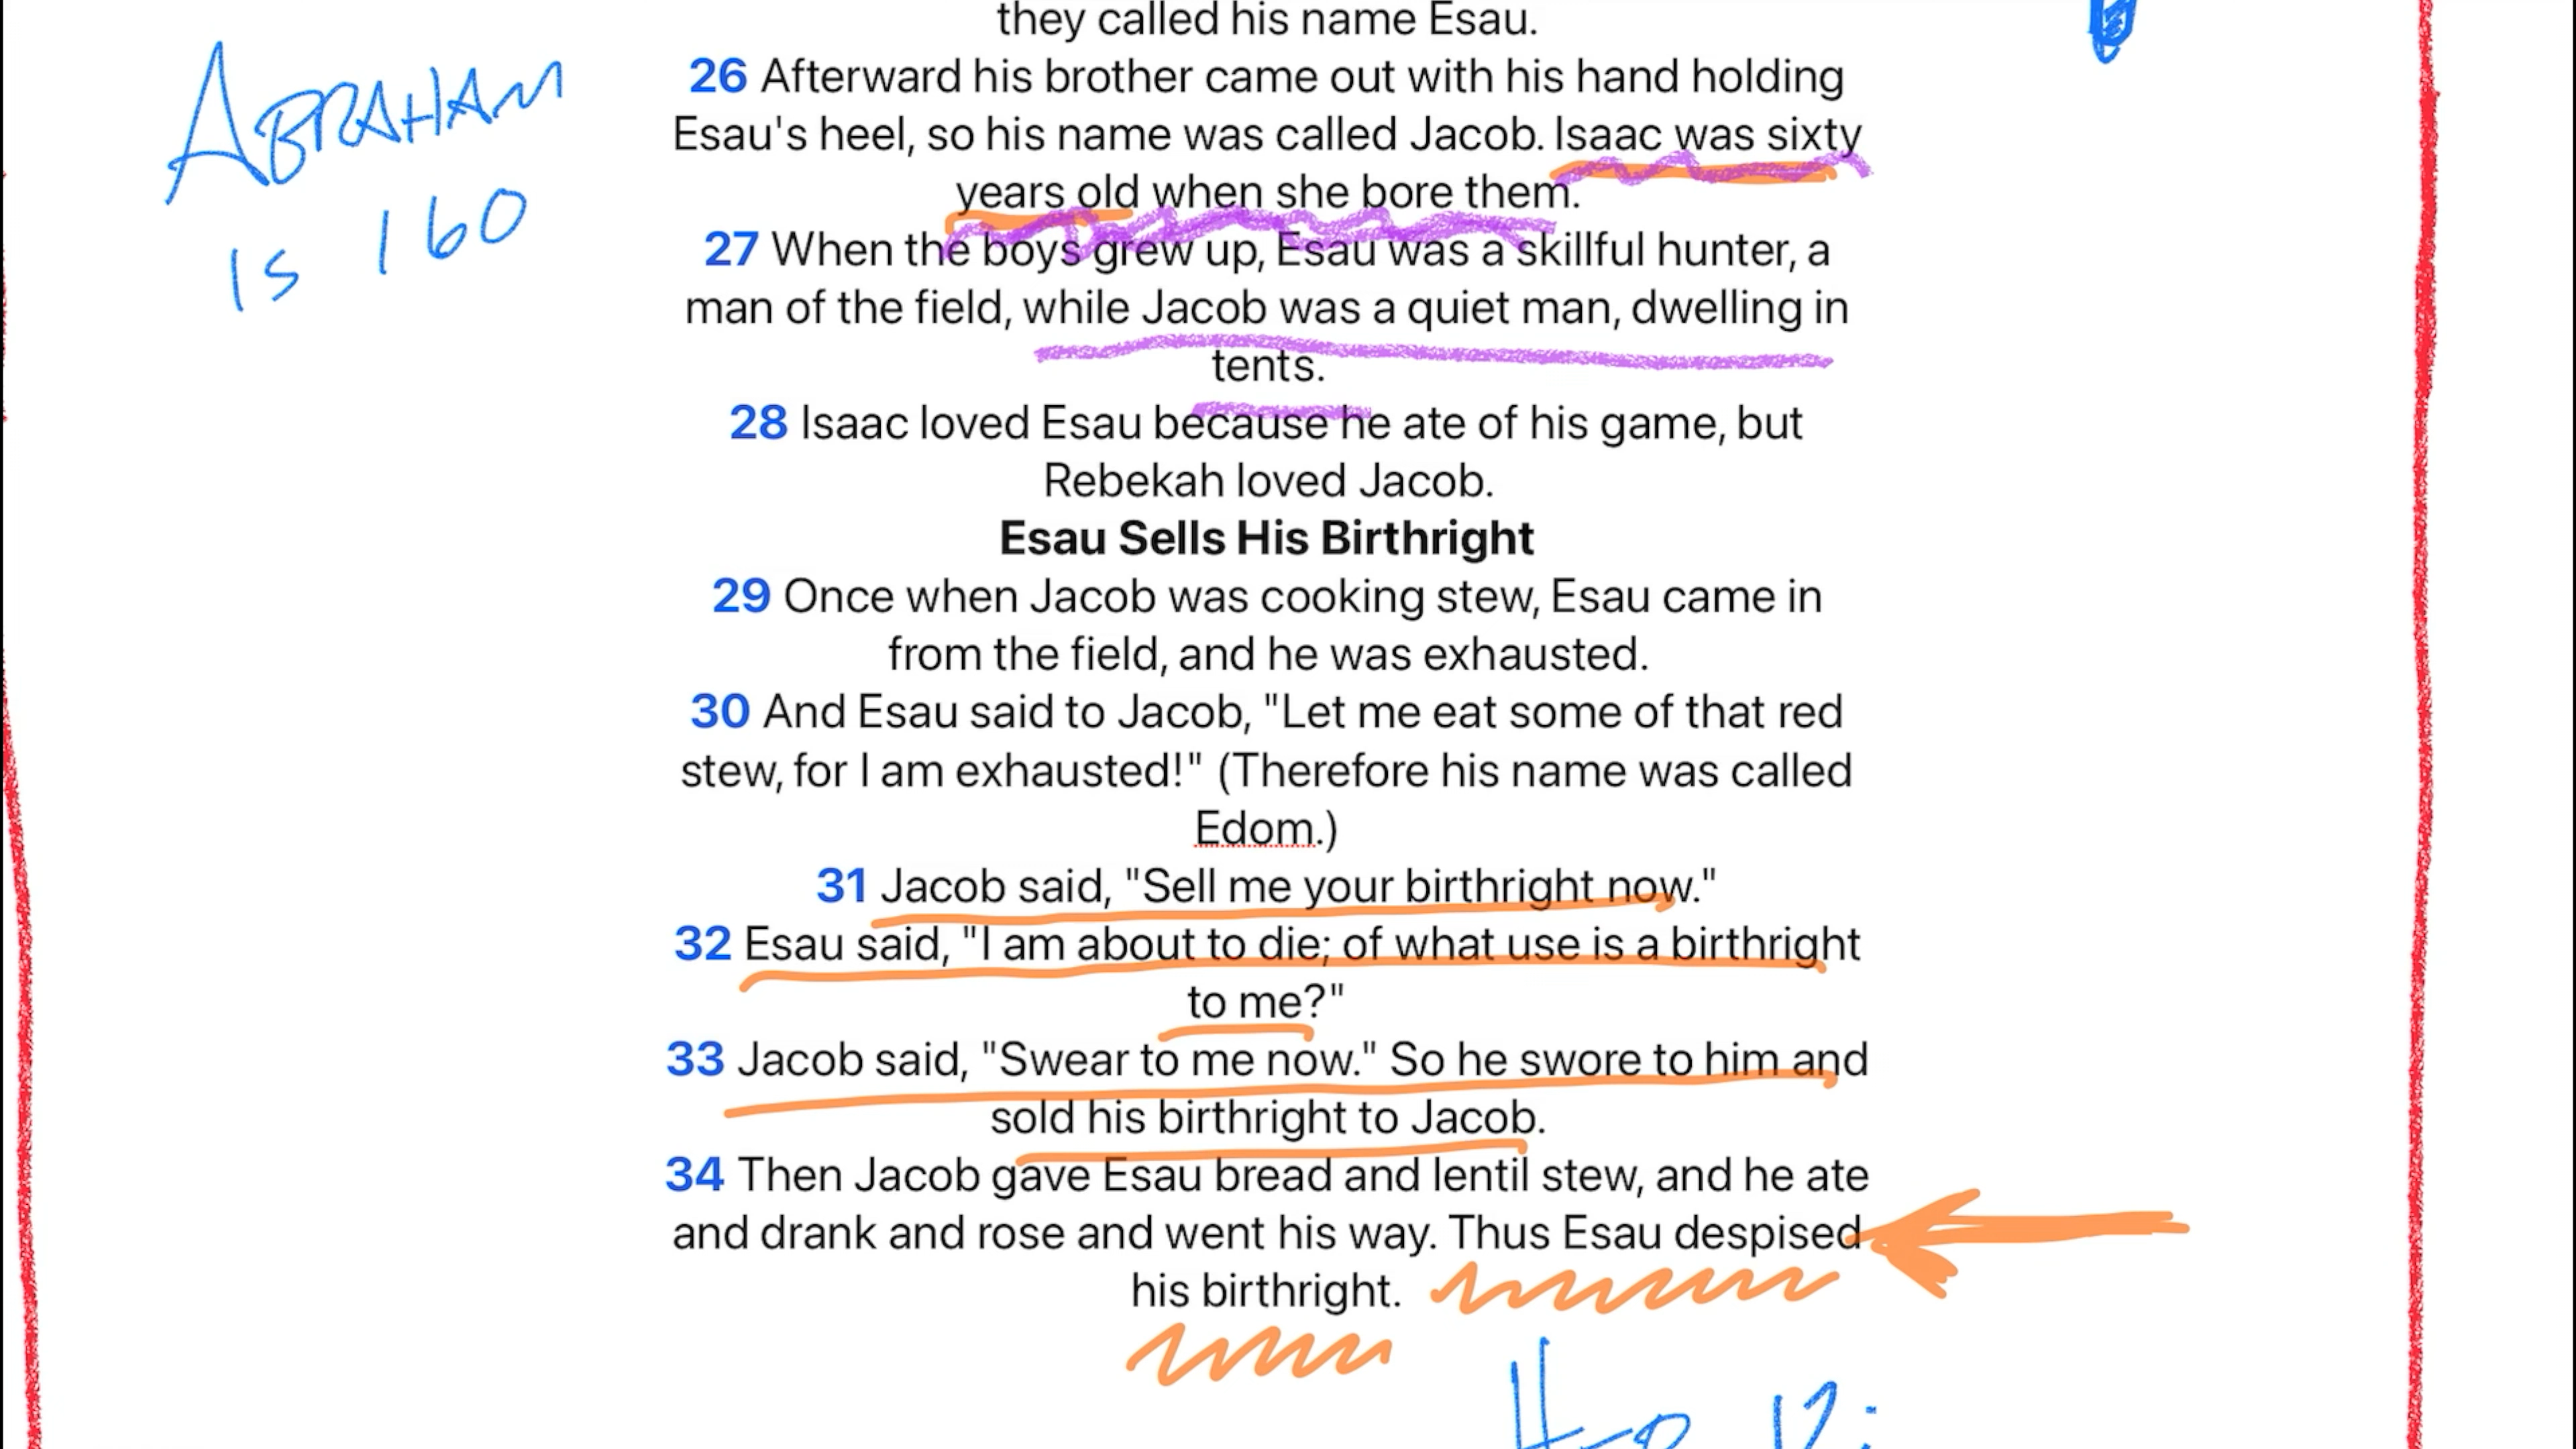 they called his name Esau.
26 Afterward his brother came out with his hand holding
Esau's heel, so his name was called Jacob. Isaac was sixty
years old when she bore them.
ABRAHAM
IS 160
27 When the boys grew up, Esau was a skillful hunter, a
man of the field, while Jacob was a quiet man, dwelling in
tents.
28 Isaac loved Esau because he ate of his game, but
Rebekah loved Jacob.
Esau Sells His Birthright
29 Once when Jacob was cooking stew, Esau came in
from the field, and he was exhausted.
30 And Esau said to Jacob, "Let me eat some of that red
stew, for I am exhausted!" (Therefore his name was called
Edom.)
31 Jacob said, "Sell me your birthright now."
32 Esau said, "I am about to die; of what use is a birthright
to me?"
33 Jacob said, "Swear to me now." So he swore to him and
sold his birthright to Jacob.
34 Then Jacob gave Esau bread and lentil stew, and he ate
and drank and rose and went his way. Thus Esau despised
his birthright.
12: